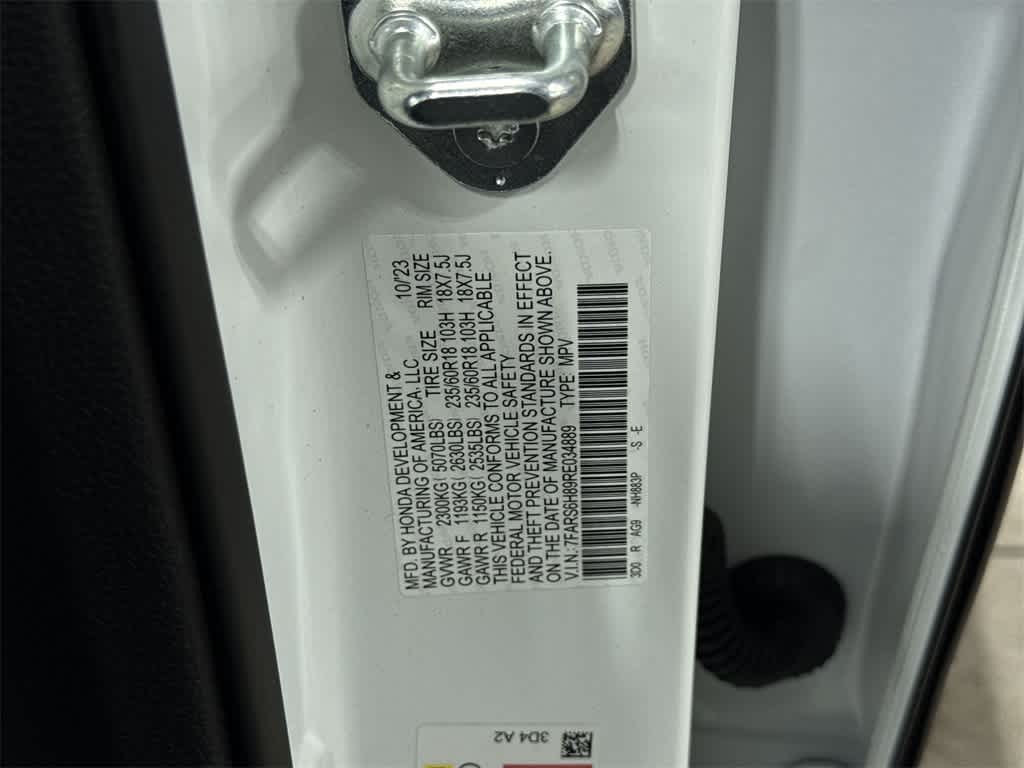 MFD. BY HONDA DEVELOPMENT & 10/'23
MANUFACTURING OF AMERICA, LLC
TIRE SIZE RIM SIZE
GVWR 2300KG( 5070LBS)
GAWR F 1193KG( 2630LBS) 235/60R18 103H 18X7.5J
GAWR R 1150KG( 2535LBS) 235/60R18 103H 18X7.5J
THIS VEHICLE CONFORMS TO ALL APPLICABLE
FEDERAL MOTOR VEHICLE SAFETY
AND THEFT PREVENTION STANDARDS IN EFFECT
ON THE DATE OF MANUFACTURE SHOWN ABOVE.
V.I.N.: 7FARS6H89RE034889 TYPE: MPV
3D0 R AG9 -NH883P -S -E
3D4 A2